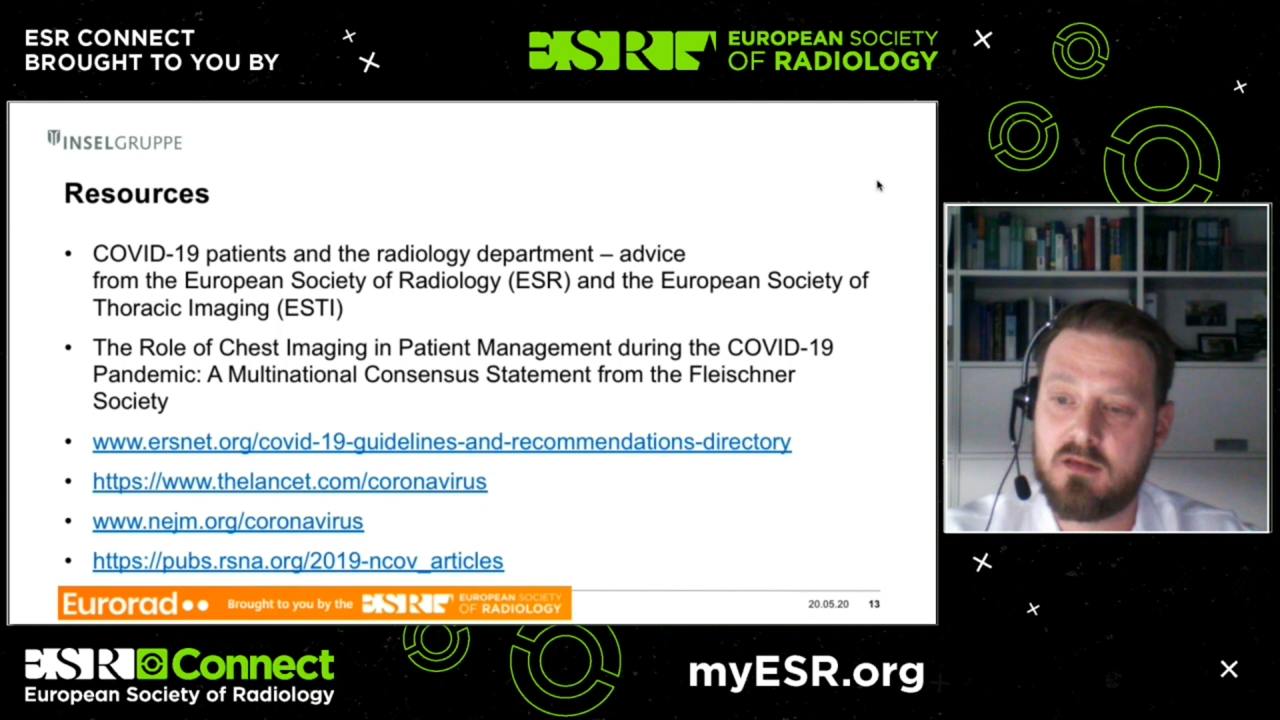 ESR CONNECT
BROUGHT TO YOU BY
ESR
EUROPEAN SOCIETY
OF RADIOLOGY
INSELGRUPPE
Resources
• COVID-19 patients and the radiology department – advice
from the European Society of Radiology (ESR) and the European Society of
Thoracic Imaging (ESTI)
• The Role of Chest Imaging in Patient Management during the COVID-19
Pandemic: A Multinational Consensus Statement from the Fleischner
Society
• www.ersnet.org/covid-19-guidelines-and-recommendations-directory
• https://www.thelancet.com/coronavirus
• www.nejm.org/coronavirus
• https://pubs.rsna.org/2019-ncov_articles
Eurorad
Brought to you by the
ESR
EUROPEAN SOCIETY
OF RADIOLOGY
20.05.20 13
ESR Connect
European Society of Radiology
myESR.org